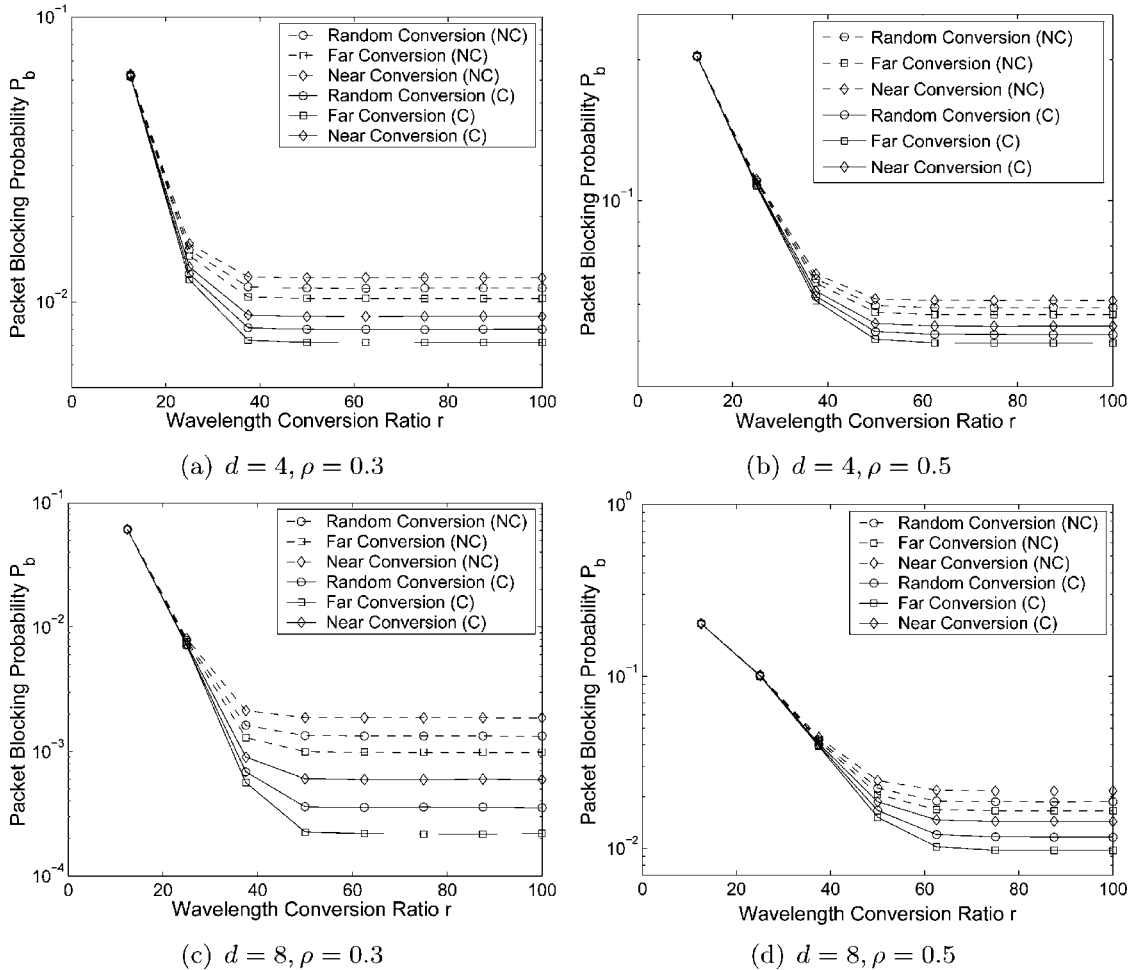 10^-1
Random Conversion (NC)
Far Conversion (NC)
Near Conversion (NC)
Random Conversion (C)
Far Conversion (C)
Near Conversion (C)
10^-2
Packet Blocking Probability P_b
0 20 40 60 80 100
Wavelength Conversion Ratio r
(a) d = 4, ρ = 0.3
Random Conversion (NC)
Far Conversion (NC)
Near Conversion (NC)
Random Conversion (C)
Far Conversion (C)
Near Conversion (C)
10^-1
Packet Blocking Probability P_b
0 20 40 60 80 100
Wavelength Conversion Ratio r
(b) d = 4, ρ = 0.5
10^-1
Random Conversion (NC)
Far Conversion (NC)
Near Conversion (NC)
Random Conversion (C)
Far Conversion (C)
Near Conversion (C)
10^-2
10^-3
10^-4
Packet Blocking Probability P_b
0 20 40 60 80 100
Wavelength Conversion Ratio r
(c) d = 8, ρ = 0.3
10^0
Random Conversion (NC)
Far Conversion (NC)
Near Conversion (NC)
Random Conversion (C)
Far Conversion (C)
Near Conversion (C)
10^-1
10^-2
Packet Blocking Probability P_b
0 20 40 60 80 100
Wavelength Conversion Ratio r
(d) d = 8, ρ = 0.5